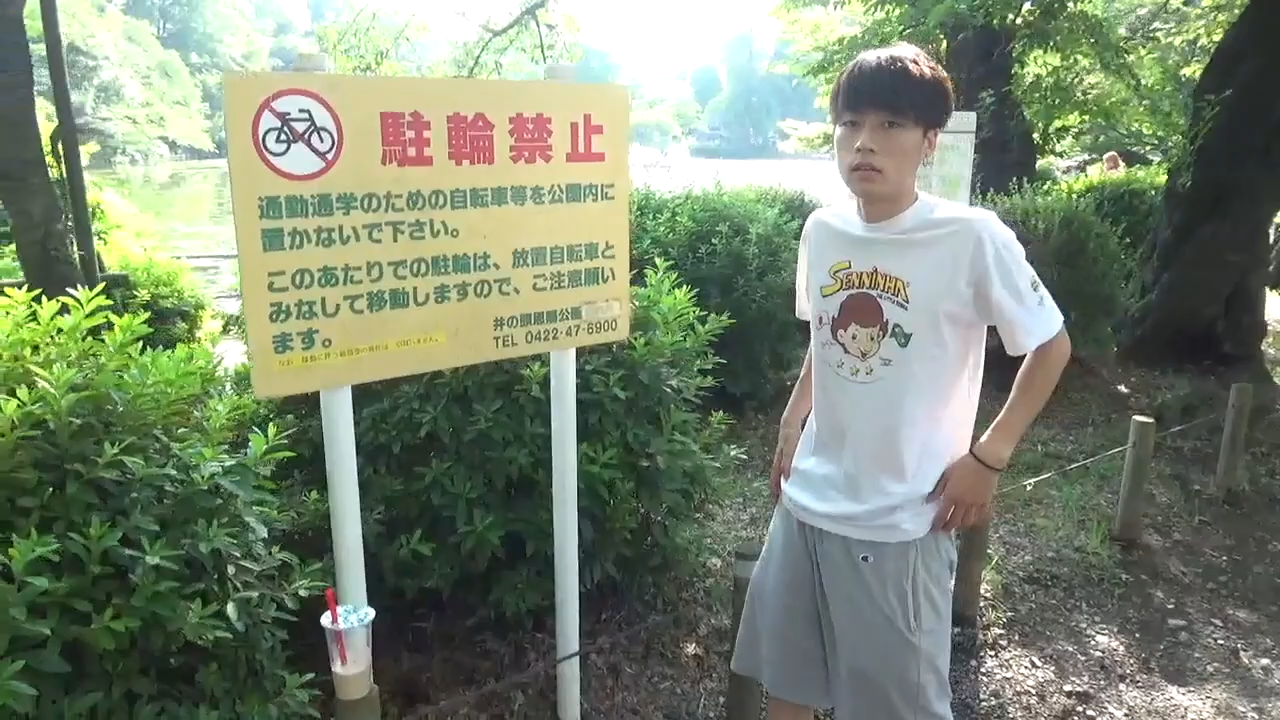 駐輪禁止
通勤通学のための自転車等を公園内に
置かないで下さい。
このあたりでの駐輪は、放置自転車と
みなして移動しますので、ご注意願い
ます。
井の頭恩賜公園
TEL 0422-47-6900
SENNINHA